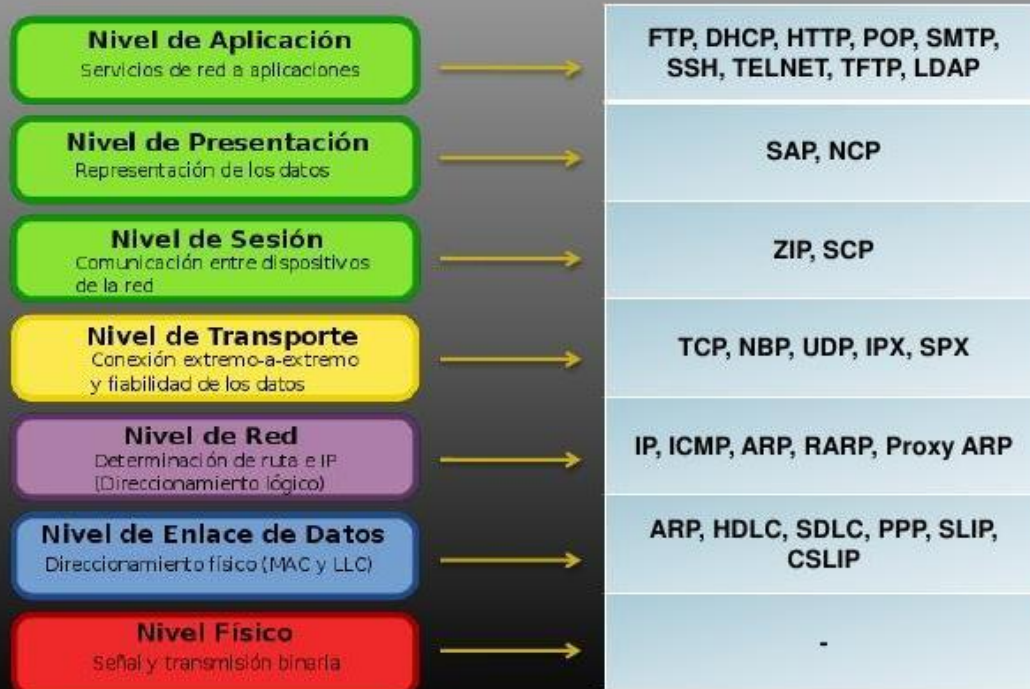 Nivel de Aplicación
Servicios de red a aplicaciones
FTP, DHCP, HTTP, POP, SMTP,
SSH, TELNET, TFTP, LDAP
Nivel de Presentación
Representación de los datos
SAP, NCP
Nivel de Sesión
Comunicación entre dispositivos
de la red
ZIP, SCP
Nivel de Transporte
Conexión extremo-a-extremo
y fiabilidad de los datos
TCP, NBP, UDP, IPX, SPX
Nivel de Red
Determinación de ruta e IP
(Direccionamiento lógico)
IP, ICMP, ARP, RARP, Proxy ARP
Nivel de Enlace de Datos
Direccionamiento físico (MAC y LLC)
ARP, HDLC, SDLC, PPP, SLIP,
CSLIP
Nivel Físico
Señal y transmisión binaria
-